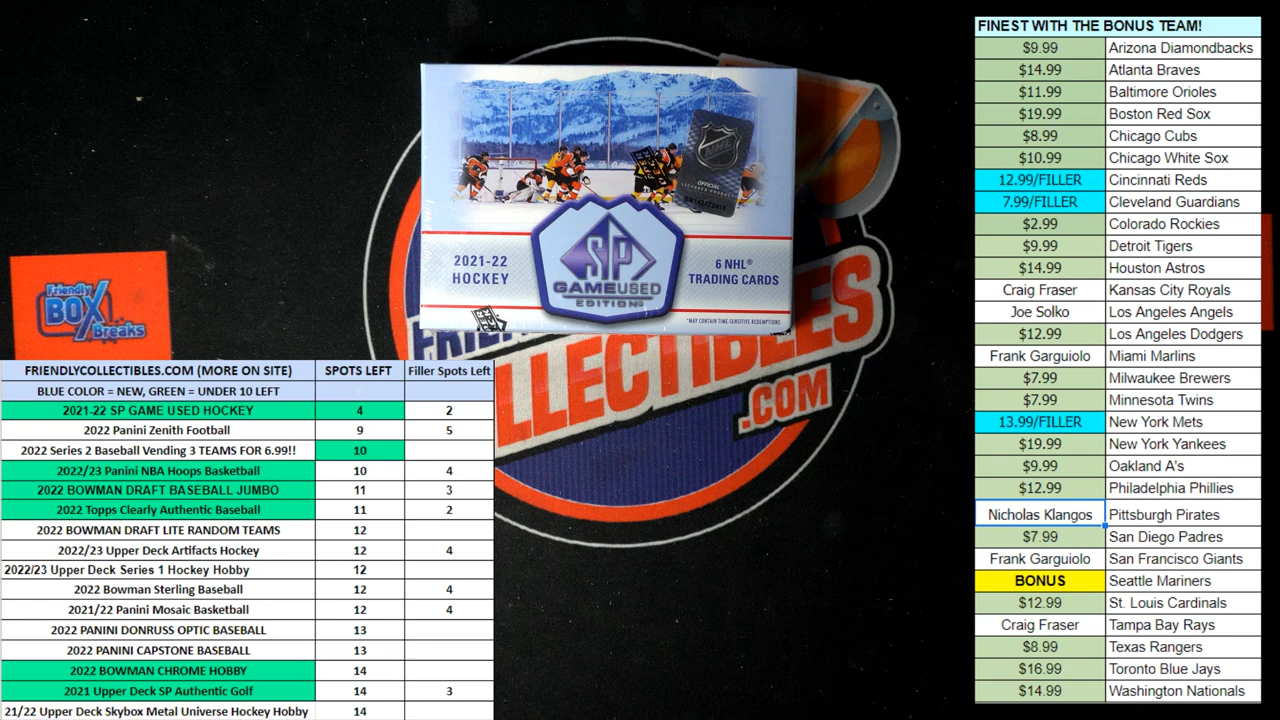 FINEST WITH THE BONUS TEAM!
$9.99 Arizona Diamondbacks
$14.99 Atlanta Braves
$11.99 Baltimore Orioles
$19.99 Boston Red Sox
$8.99 Chicago Cubs
$10.99 Chicago White Sox
12.99/FILLER Cincinnati Reds
7.99/FILLER Cleveland Guardians
$2.99 Colorado Rockies
$9.99 Detroit Tigers
$14.99 Houston Astros
Craig Fraser Kansas City Royals
Joe Solko Los Angeles Angels
$12.99 Los Angeles Dodgers
Frank Garguiolo Miami Marlins
$7.99 Milwaukee Brewers
$7.99 Minnesota Twins
13.99/FILLER New York Mets
$19.99 New York Yankees
$9.99 Oakland A's
$12.99 Philadelphia Phillies
Nicholas Klangos Pittsburgh Pirates
$7.99 San Diego Padres
Frank Garguiolo San Francisco Giants
BONUS Seattle Mariners
$12.99 St. Louis Cardinals
Craig Fraser Tampa Bay Rays
$8.99 Texas Rangers
$16.99 Toronto Blue Jays
$14.99 Washington Nationals
NHL
OFFICIAL
2021-22
HOCKEY
SP
GAMEUSED
EDITION
6 NHL®
TRADING CARDS
*MAY CONTAIN TIME-SENSITIVE REDEMPTIONS
Friendly
BOX
Breaks
LLECTIBLES
.COM
FRIENDLYCOLLECTIBLES.COM (MORE ON SITE) SPOTS LEFT Filler Spots Left
BLUE COLOR = NEW, GREEN = UNDER 10 LEFT
2021-22 SP GAME USED HOCKEY 4 2
2022 Panini Zenith Football 9 5
2022 Series 2 Baseball Vending 3 TEAMS FOR 6.99!! 10
2022/23 Panini NBA Hoops Basketball 10 4
2022 BOWMAN DRAFT BASEBALL JUMBO 11 3
2022 Topps Clearly Authentic Baseball 11 2
2022 BOWMAN DRAFT LITE RANDOM TEAMS 12
2022/23 Upper Deck Artifacts Hockey 12 4
2022/23 Upper Deck Series 1 Hockey Hobby 12
2022 Bowman Sterling Baseball 12 4
2021/22 Panini Mosaic Basketball 12 4
2022 PANINI DONRUSS OPTIC BASEBALL 13
2022 PANINI CAPSTONE BASEBALL 13
2022 BOWMAN CHROME HOBBY 14
2021 Upper Deck SP Authentic Golf 14 3
21/22 Upper Deck Skybox Metal Universe Hockey Hobby 14